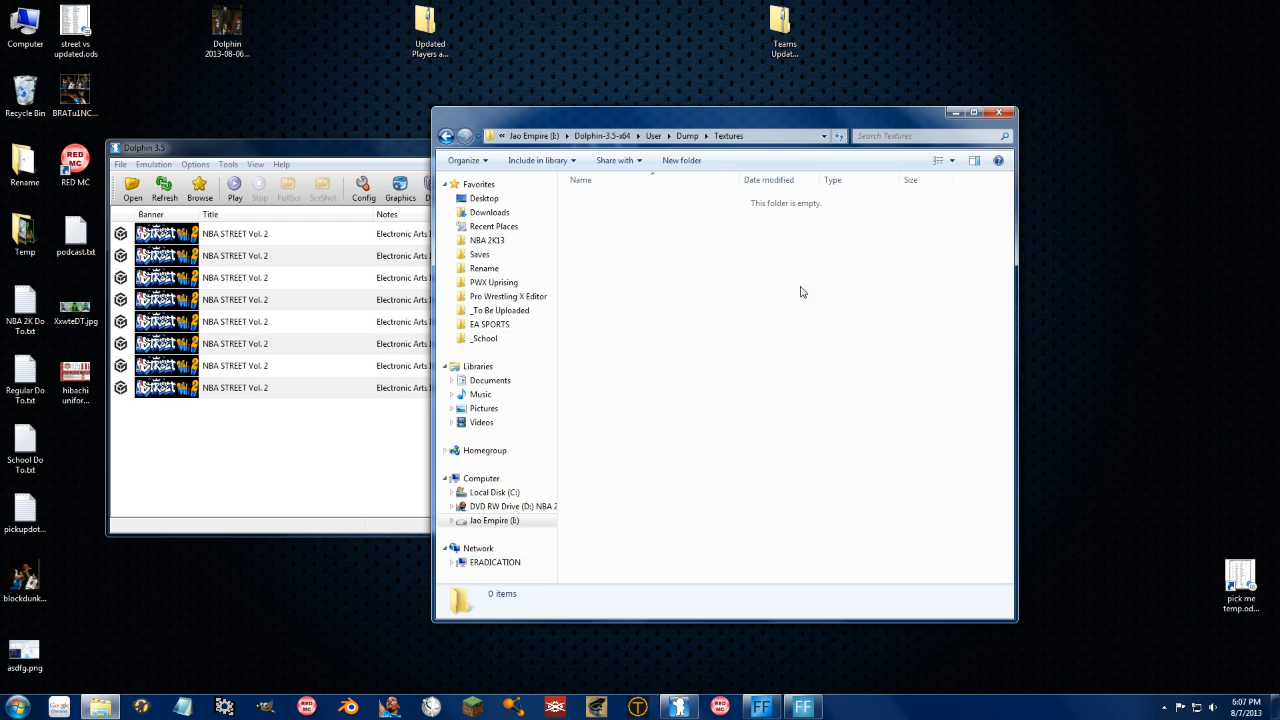 Computer
street vs
updated.ods
Dolphin
2013-08-06...
Updated
Players a...
Teams
Updat...
Recycle Bin
BRATu1NC...
Rename
RED MC
RED
MC
Temp
podcast.txt
NBA 2K Do
To.txt
XxwteDT.jpg
Regular Do
To.txt
hibachi
unifor...
School Do
To.txt
pickupdot...
blockdunk...
asdfg.png
pick me
temp.od...
Dolphin 3.5
File Emulation Options Tools View Help
Open Refresh Browse Play Stop FullScr ScrShot Config Graphics
Banner Title Notes
NBA STREET Vol. 2 Electronic Arts
NBA STREET Vol. 2 Electronic Arts
NBA STREET Vol. 2 Electronic Arts
NBA STREET Vol. 2 Electronic Arts
NBA STREET Vol. 2 Electronic Arts
NBA STREET Vol. 2 Electronic Arts
NBA STREET Vol. 2 Electronic Arts
NBA STREET Vol. 2 Electronic Arts
« Jao Empire (I:) Dolphin-3.5-x64 User Dump Textures
Search Textures
Organize Include in library Share with New folder
Name Date modified Type Size
This folder is empty.
Favorites
Desktop
Downloads
Recent Places
NBA 2K13
Saves
Rename
PWX Uprising
Pro Wrestling X Editor
_To Be Uploaded
EA SPORTS
_School
Libraries
Documents
Music
Pictures
Videos
Homegroup
Computer
Local Disk (C:)
DVD RW Drive (D:) NBA 2
Jao Empire (I:)
Network
ERADICATION
0 items
Google
FF
FF
6:07 PM
8/7/2013